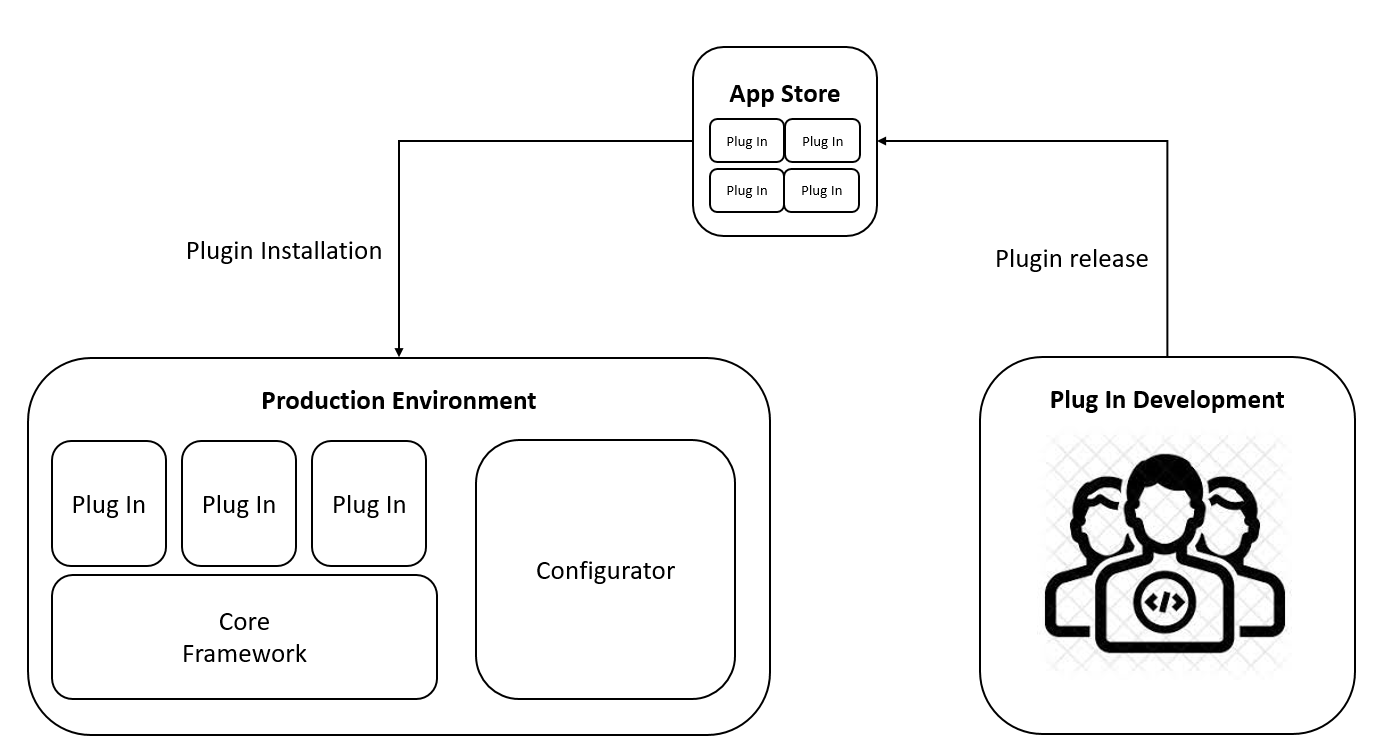 App Store
Plug In
Plug In
Plug In
Plug In
Plugin Installation
Plugin release
Production Environment
Plug In
Plug In
Plug In
Core
Framework
Configurator
Plug In Development
</>